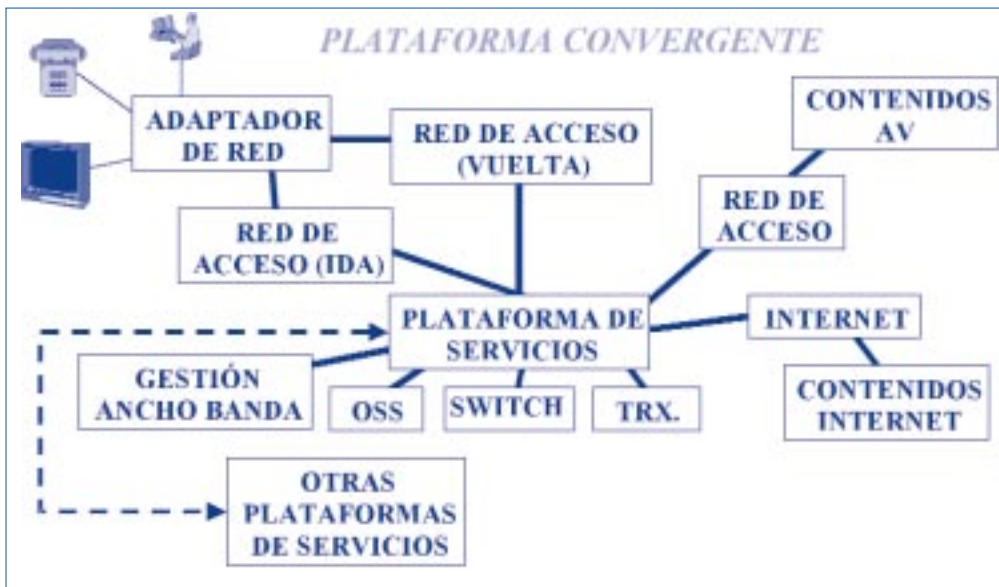 PLATAFORMA CONVERGENTE
ADAPTADOR
DE RED
RED DE ACCESO
(VUELTA)
CONTENIDOS
AV
RED DE
ACCESO
RED DE
ACCESO (IDA)
PLATAFORMA DE
SERVICIOS
INTERNET
GESTIÓN
ANCHO BANDA
OSS
SWITCH
TRX.
CONTENIDOS
INTERNET
OTRAS
PLATAFORMAS
DE SERVICIOS